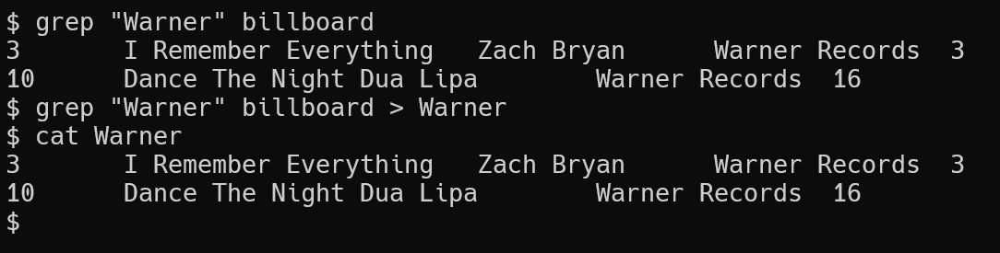 $ grep "Warner" billboard
3       I Remember Everything   Zach Bryan      Warner Records  3
10      Dance The Night Dua Lipa        Warner Records  16
$ grep "Warner" billboard > Warner
$ cat Warner
3       I Remember Everything   Zach Bryan      Warner Records  3
10      Dance The Night Dua Lipa        Warner Records  16
$